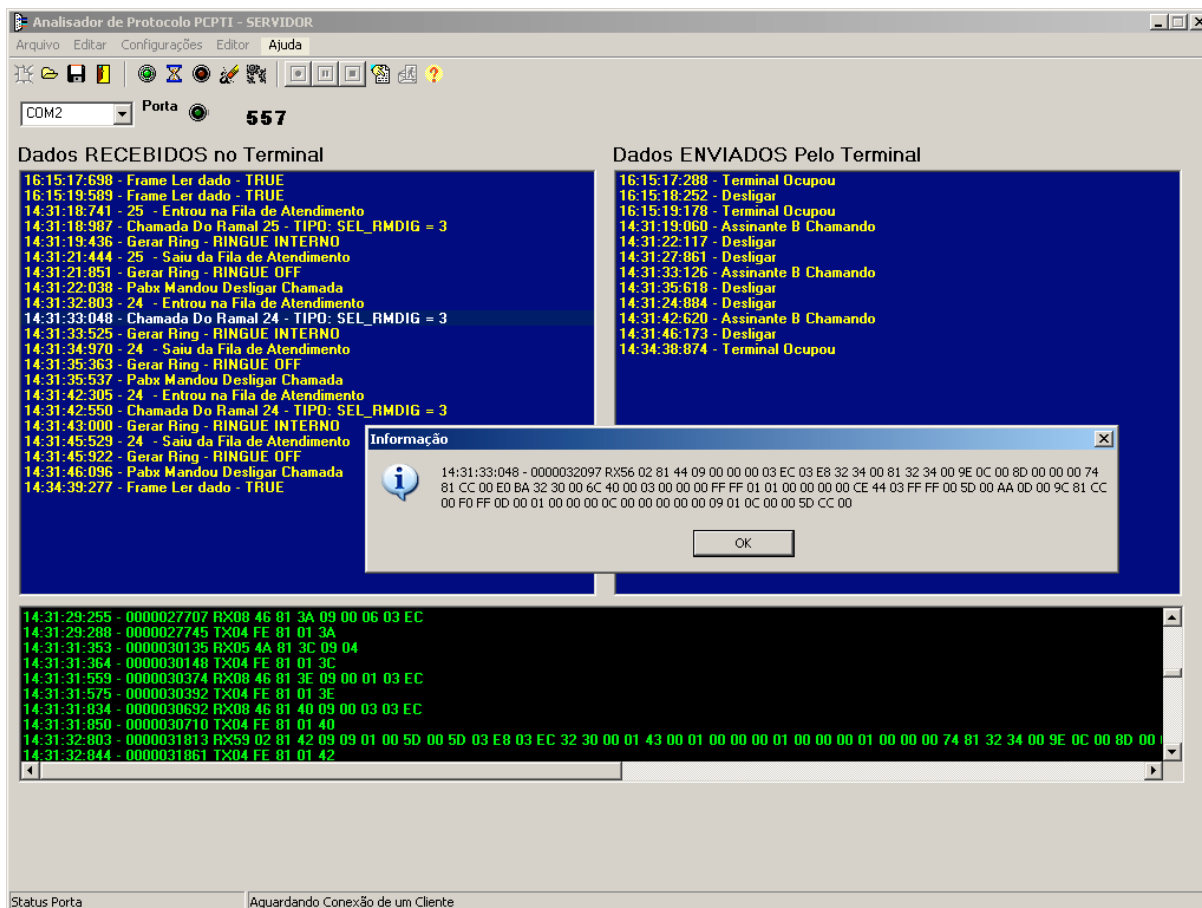 Analisador de Protocolo PCPTI - SERVIDOR
Arquivo Editar Configurações Editor Ajuda
COM2 Porta 557
Dados RECEBIDOS no Terminal
16:15:17:698 - Frame Ler dado - TRUE
16:15:19:589 - Frame Ler dado - TRUE
14:31:18:741 - 25 - Entrou na Fila de Atendimento
14:31:18:987 - Chamada Do Ramal 25 - TIPO: SEL_RMDIG = 3
14:31:19:436 - Gerar Ring - RINGUE INTERNO
14:31:21:444 - 25 - Saiu da Fila de Atendimento
14:31:21:851 - Gerar Ring - RINGUE OFF
14:31:22:038 - Pabx Mandou Desligar Chamada
14:31:32:803 - 24 - Entrou na Fila de Atendimento
14:31:33:048 - Chamada Do Ramal 24 - TIPO: SEL_RMDIG = 3
14:31:33:525 - Gerar Ring - RINGUE INTERNO
14:31:34:970 - 24 - Saiu da Fila de Atendimento
14:31:35:363 - Gerar Ring - RINGUE OFF
14:31:35:537 - Pabx Mandou Desligar Chamada
14:31:42:305 - 24 - Entrou na Fila de Atendimento
14:31:42:550 - Chamada Do Ramal 24 - TIPO: SEL_RMDIG = 3
14:31:43:000 - Gerar Ring - RINGUE INTERNO
14:31:45:529 - 24 - Saiu da Fila de Atendimento
14:31:45:922 - Gerar Ring - RINGUE OFF
14:31:46:096 - Pabx Mandou Desligar Chamada
14:34:39:277 - Frame Ler dado - TRUE
Dados ENVIADOS Pelo Terminal
16:15:17:288 - Terminal Ocupou
16:15:18:252 - Desligar
16:15:19:178 - Terminal Ocupou
14:31:19:060 - Assinante B Chamando
14:31:22:117 - Desligar
14:31:27:861 - Desligar
14:31:33:126 - Assinante B Chamando
14:31:35:618 - Desligar
14:31:24:884 - Desligar
14:31:42:620 - Assinante B Chamando
14:31:46:173 - Desligar
14:34:38:874 - Terminal Ocupou
Informação
14:31:33:048 - 0000032097 RX56 02 81 44 09 00 00 00 03 EC 03 E8 32 34 00 81 32 34 00 9E 0C 00 8D 00 00 00 74
81 CC 00 E0 BA 32 30 00 6C 40 00 03 00 00 00 FF FF 01 01 00 00 00 00 CE 44 03 FF FF 00 5D 00 AA 0D 00 9C 81 CC
00 F0 FF 0D 00 01 00 00 00 0C 00 00 00 00 00 09 01 0C 00 00 5D CC 00
OK
14:31:29:255 - 0000027707 RX08 46 81 3A 09 00 06 03 EC
14:31:29:288 - 0000027745 TX04 FE 81 01 3A
14:31:31:353 - 0000030135 RX05 4A 81 3C 09 04
14:31:31:364 - 0000030148 TX04 FE 81 01 3C
14:31:31:559 - 0000030374 RX08 46 81 3E 09 00 01 03 EC
14:31:31:575 - 0000030392 TX04 FE 81 01 3E
14:31:31:834 - 0000030692 RX08 46 81 40 09 00 03 03 EC
14:31:31:850 - 0000030710 TX04 FE 81 01 40
14:31:32:803 - 0000031813 RX59 02 81 42 09 09 01 00 5D 00 5D 03 E8 03 EC 32 30 00 01 43 00 01 00 00 00 01 00 00 00 01 00 00 00 74 81 32 34 00 9E 0C 00 8D 00
14:31:32:844 - 0000031861 TX04 FE 81 01 42
Status Porta Aguardando Conexão de um Cliente